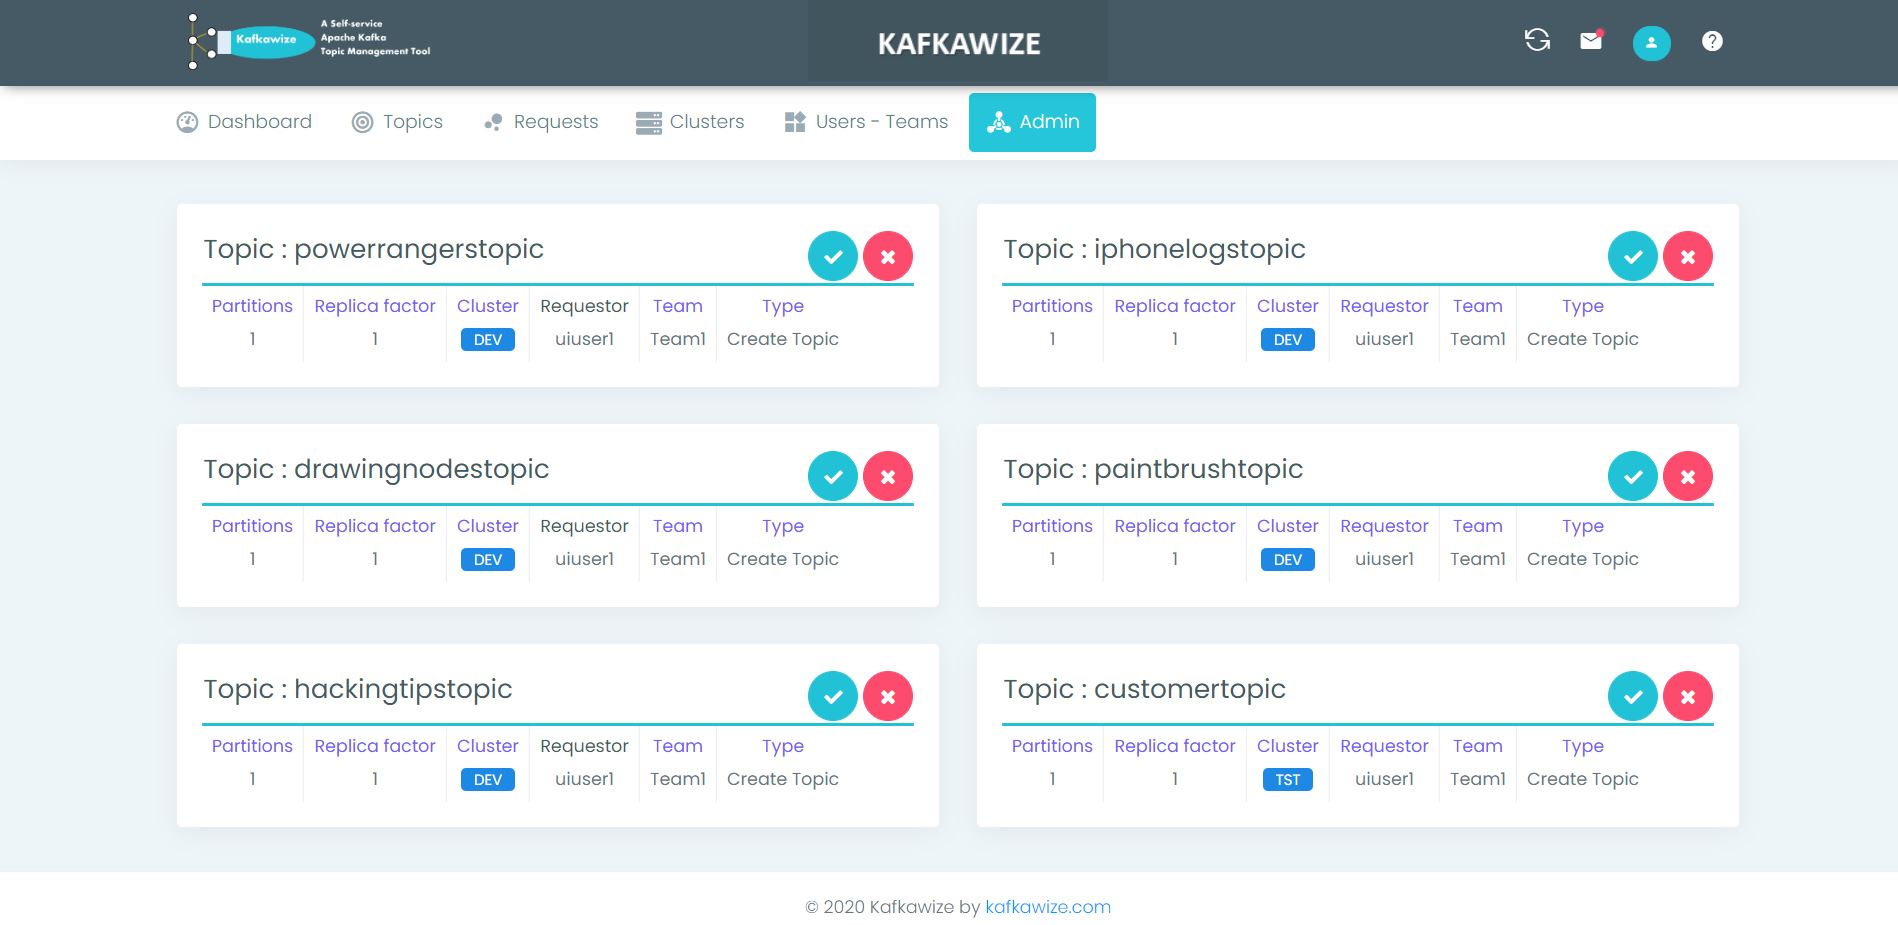 Kafkawize
A Self-service
Apache Kafka
Topic Management Tool
KAFKAWIZE
Dashboard Topics Requests Clusters Users - Teams Admin
Topic : powerrangerstopic
Partitions Replica factor Cluster Requestor Team Type
1 1 DEV uiuser1 Team1 Create Topic
Topic : iphonelogstopic
Partitions Replica factor Cluster Requestor Team Type
1 1 DEV uiuser1 Team1 Create Topic
Topic : drawingnodestopic
Partitions Replica factor Cluster Requestor Team Type
1 1 DEV uiuser1 Team1 Create Topic
Topic : paintbrushtopic
Partitions Replica factor Cluster Requestor Team Type
1 1 DEV uiuser1 Team1 Create Topic
Topic : hackingtipstopic
Partitions Replica factor Cluster Requestor Team Type
1 1 DEV uiuser1 Team1 Create Topic
Topic : customertopic
Partitions Replica factor Cluster Requestor Team Type
1 1 TST uiuser1 Team1 Create Topic
© 2020 Kafkawize by kafkawize.com